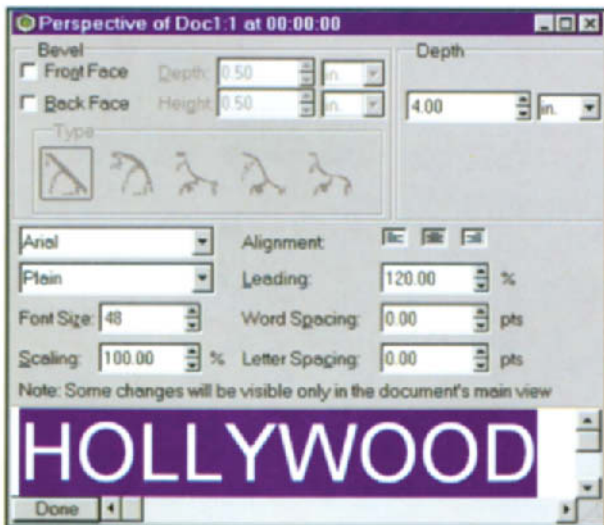 Perspective of Doc1:1 at 00:00:00
Bevel
Front Face Depth: 0.50 in.
Back Face Height: 0.50 in.
Type
Depth
4.00 in.
Arial
Alignment:
Plain
Leading: 120.00 %
Font Size: 48
Word Spacing: 0.00 pts
Scaling: 100.00 %
Letter Spacing: 0.00 pts
Note: Some changes will be visible only in the document's main view
HOLLYWOOD
Done